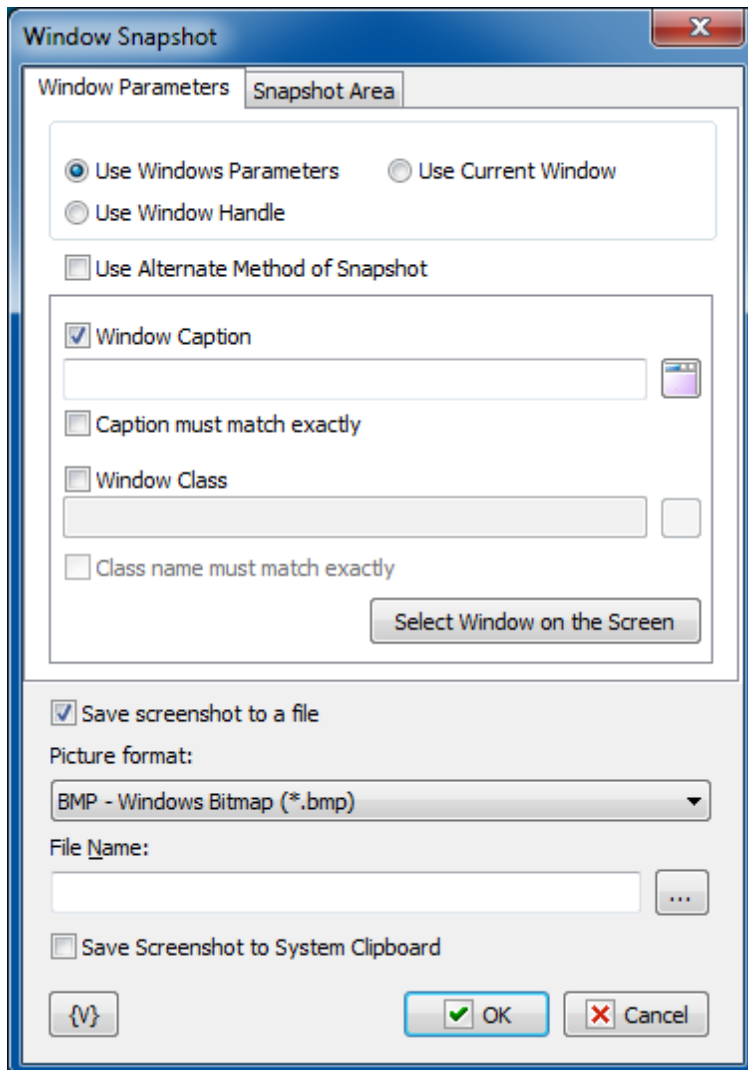 Window Snapshot
Window Parameters Snapshot Area
Use Windows Parameters Use Current Window
Use Window Handle
Use Alternate Method of Snapshot
Window Caption
Caption must match exactly
Window Class
Class name must match exactly
Select Window on the Screen
Save screenshot to a file
Picture format:
BMP - Windows Bitmap (*.bmp)
File Name:
...
Save Screenshot to System Clipboard
{V} OK Cancel